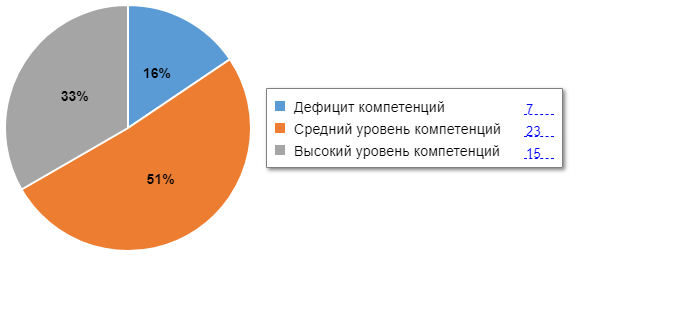 16%
33%
51%
Дефицит компетенций 7
Средний уровень компетенций 23
Высокий уровень компетенций 15